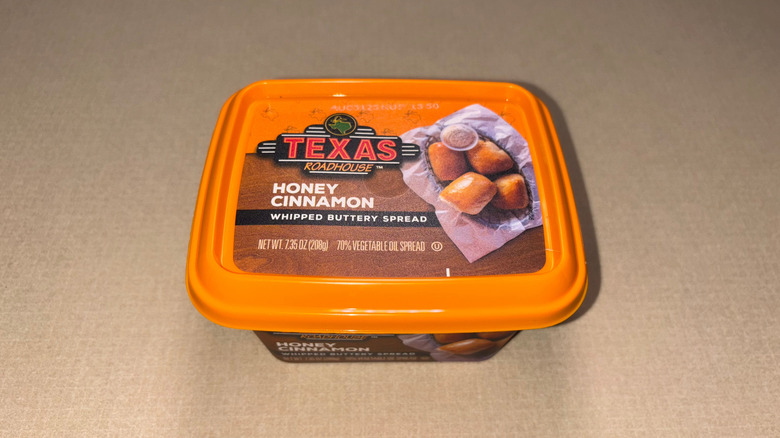 TEXAS
ROADHOUSE™
HONEY
CINNAMON
WHIPPED BUTTERY SPREAD
NET WT. 7.35 OZ (208g) 70% VEGETABLE OIL SPREAD U
ROADHOUSE
HONEY
CINNAMON
WHIPPED BUTTERY SPREAD